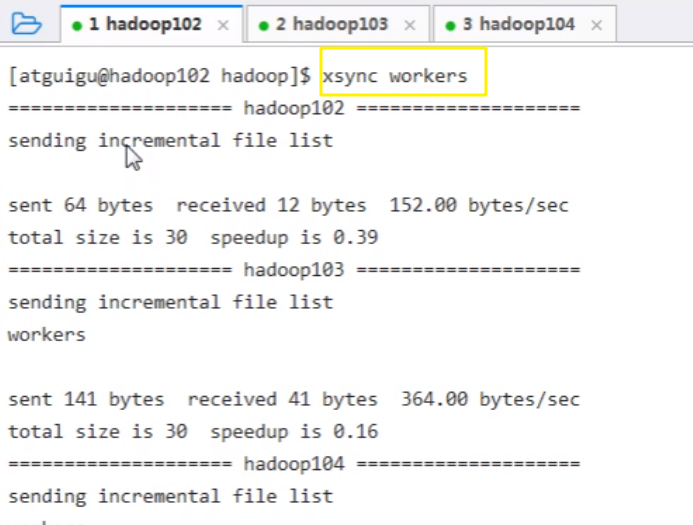 1 hadoop102 × 2 hadoop103 × 3 hadoop104 ×
[atguigu@hadoop102 hadoop]$ xsync workers
==================== hadoop102 ====================
sending incremental file list
sent 64 bytes  received 12 bytes  152.00 bytes/sec
total size is 30  speedup is 0.39
==================== hadoop103 ====================
sending incremental file list
workers
sent 141 bytes  received 41 bytes  364.00 bytes/sec
total size is 30  speedup is 0.16
==================== hadoop104 ====================
sending incremental file list